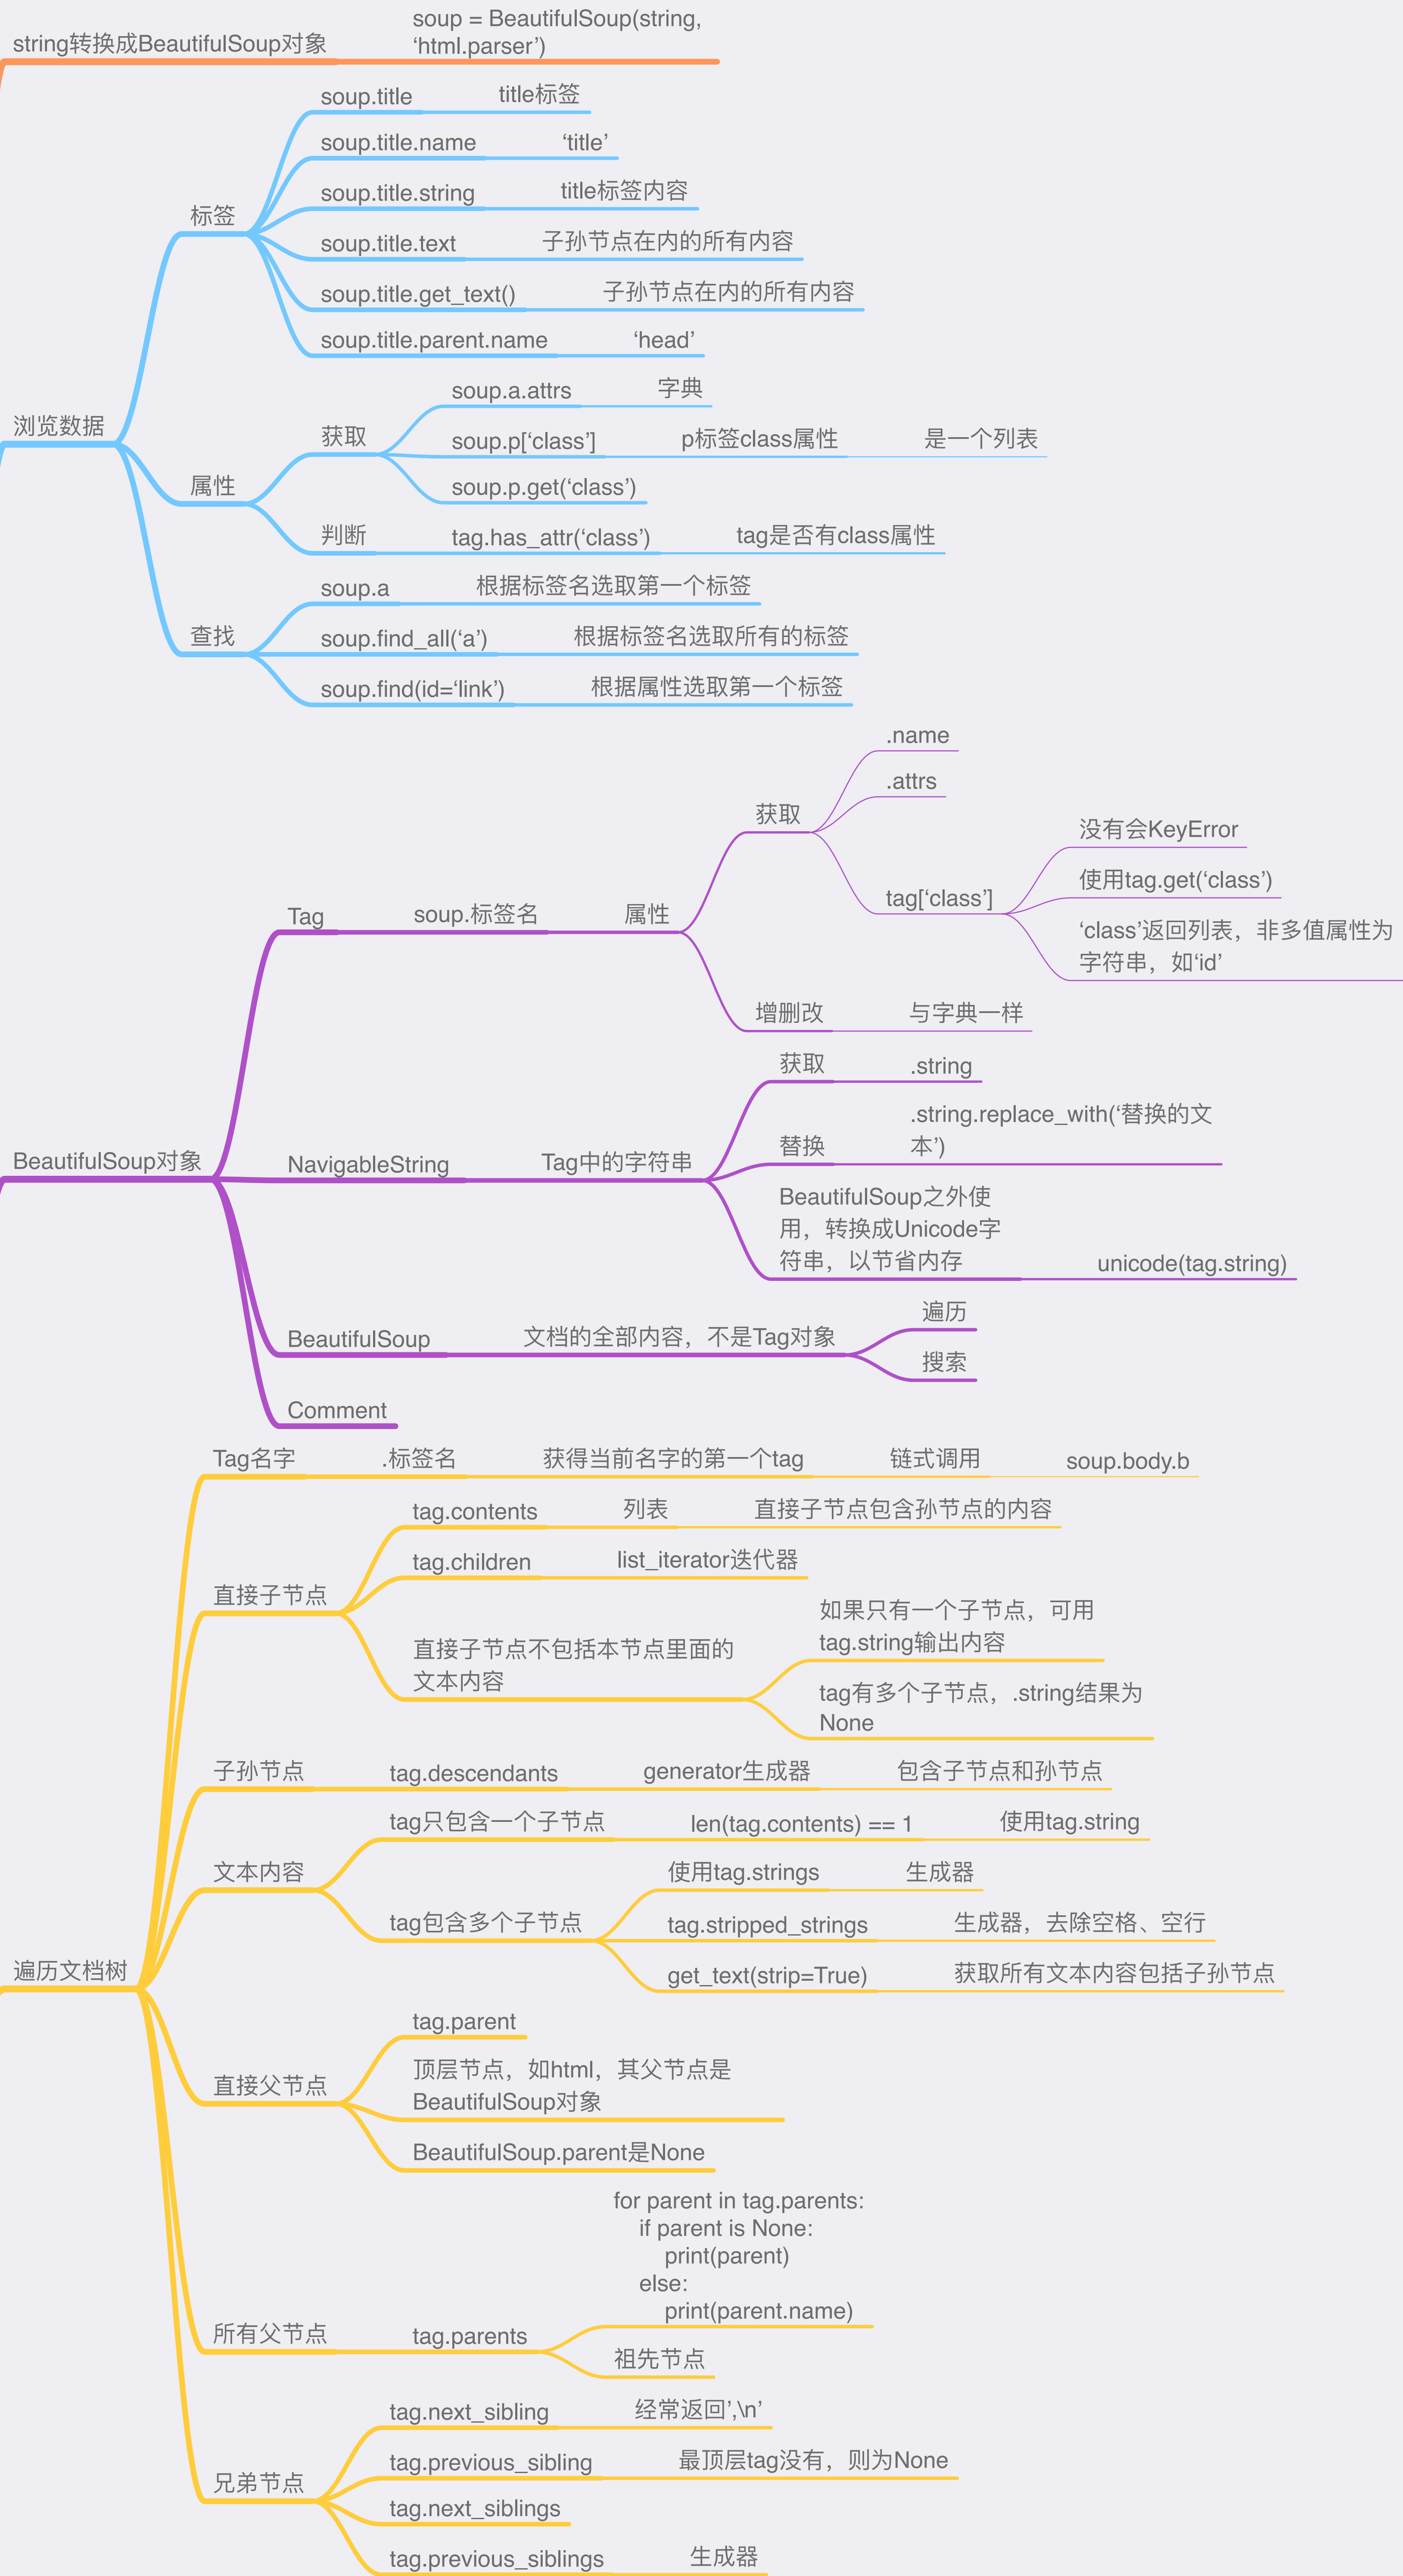 soup = BeautifulSoup(string,
‘html.parser’)
string转换成BeautifulSoup对象
soup.title
title标签
soup.title.name
‘title’
soup.title.string
title标签内容
标签
soup.title.text
子孙节点在内的所有内容
soup.title.get_text()
子孙节点在内的所有内容
soup.title.parent.name
‘head’
浏览数据
soup.a.attrs
字典
获取
soup.p[‘class’]
p标签class属性
是一个列表
soup.p.get(‘class’)
属性
判断
tag.has_attr(‘class’)
tag是否有class属性
soup.a
根据标签名选取第一个标签
查找
soup.find_all(‘a’)
根据标签名选取所有的标签
soup.find(id=‘link’)
根据属性选取第一个标签
.name
.attrs
获取
没有会KeyError
使用tag.get(‘class’)
tag[‘class’]
‘class’返回列表，非多值属性为
字符串，如‘id’
Tag
soup.标签名
属性
增删改
与字典一样
获取
.string
.string.replace_with(‘替换的文
本’)
替换
BeautifulSoup对象
NavigableString
Tag中的字符串
BeautifulSoup之外使
用，转换成Unicode字
符串，以节省内存
unicode(tag.string)
BeautifulSoup
文档的全部内容，不是Tag对象
遍历
搜索
Comment
Tag名字
.标签名
获得当前名字的第一个tag
链式调用
soup.body.b
tag.contents
列表
直接子节点包含孙节点的内容
tag.children
list_iterator迭代器
直接子节点
直接子节点不包括本节点里面的
文本内容
如果只有一个子节点，可用
tag.string输出内容
tag有多个子节点，.string结果为
None
子孙节点
tag.descendants
generator生成器
包含子节点和孙节点
tag只包含一个子节点
len(tag.contents) == 1
使用tag.string
文本内容
使用tag.strings
生成器
tag包含多个子节点
tag.stripped_strings
生成器，去除空格、空行
get_text(strip=True)
获取所有文本内容包括子孙节点
遍历文档树
tag.parent
直接父节点
顶层节点，如html，其父节点是
BeautifulSoup对象
BeautifulSoup.parent是None
for parent in tag.parents:
if parent is None:
print(parent)
else:
print(parent.name)
所有父节点
tag.parents
祖先节点
tag.next_sibling
经常返回’,\n’
tag.previous_sibling
最顶层tag没有，则为None
兄弟节点
tag.next_siblings
tag.previous_siblings
生成器